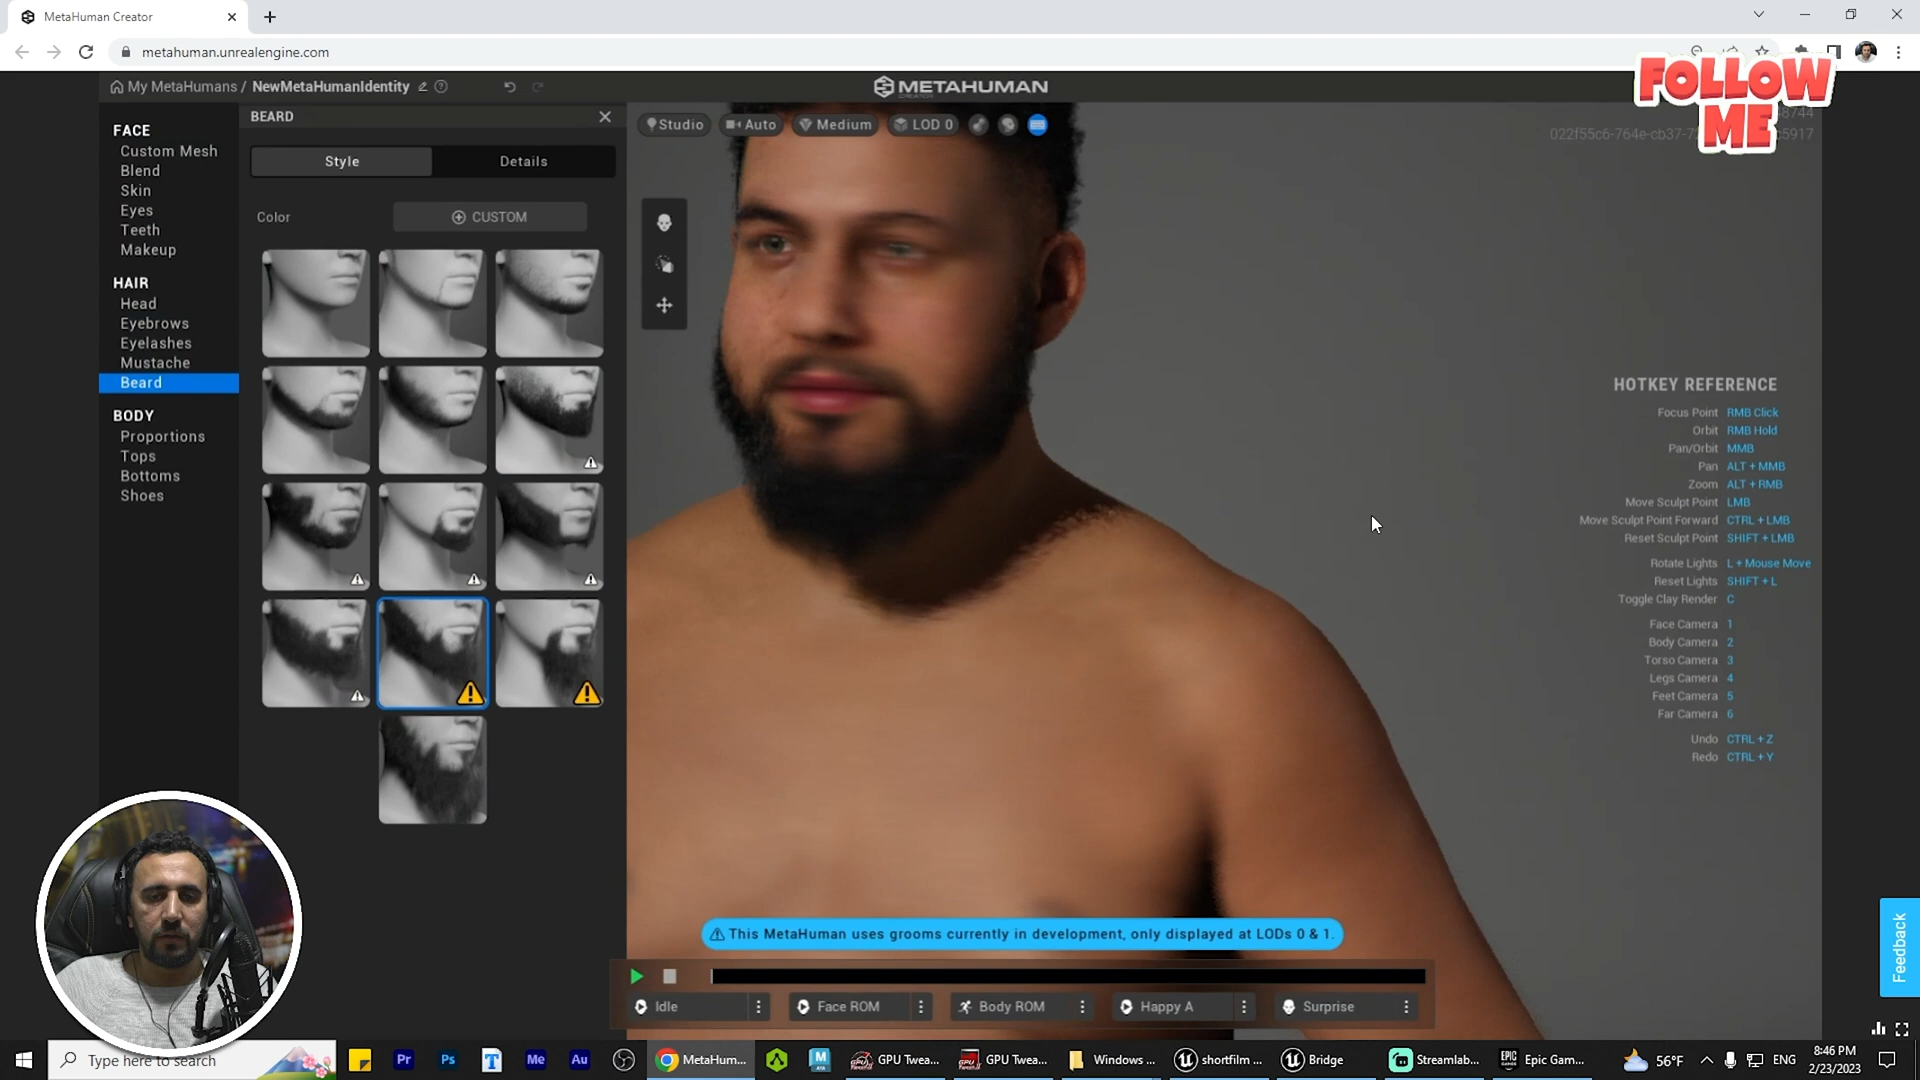 MetaHuman Creator
metahuman.unrealengine.com
FOLLOW
ME
My MetaHumans / NewMetaHumanIdentity
METAHUMAN
CREATOR
FACE
Custom Mesh
Blend
Skin
Eyes
Teeth
Makeup
HAIR
Head
Eyebrows
Eyelashes
Mustache
Beard
BODY
Proportions
Tops
Bottoms
Shoes
BEARD
Style
Details
Color
CUSTOM
Studio
Auto
Medium
LOD 0
HOTKEY REFERENCE
Focus Point RMB Click
Orbit RMB Hold
Pan/Orbit MMB
Pan ALT + MMB
Zoom ALT + RMB
Move Sculpt Point LMB
Move Sculpt Point Forward CTRL + LMB
Reset Sculpt Point SHIFT + LMB
Rotate Lights L + Mouse Move
Reset Lights SHIFT + L
Toggle Clay Render C
Face Camera 1
Body Camera 2
Torso Camera 3
Legs Camera 4
Feet Camera 5
Far Camera 6
Undo CTRL + Z
Redo CTRL + Y
This MetaHuman uses grooms currently in development, only displayed at LODs 0 & 1.
Idle
Face ROM
Body ROM
Happy A
Surprise
Feedback
Type here to search
Pr
Ps
T
Me
Au
MetaHum...
M
GPU Twea...
GPU Twea...
Windows ...
shortfilm ...
Bridge
Streamlab...
EPIC
Epic Gam...
56°F
ENG
8:46 PM
2/23/2023